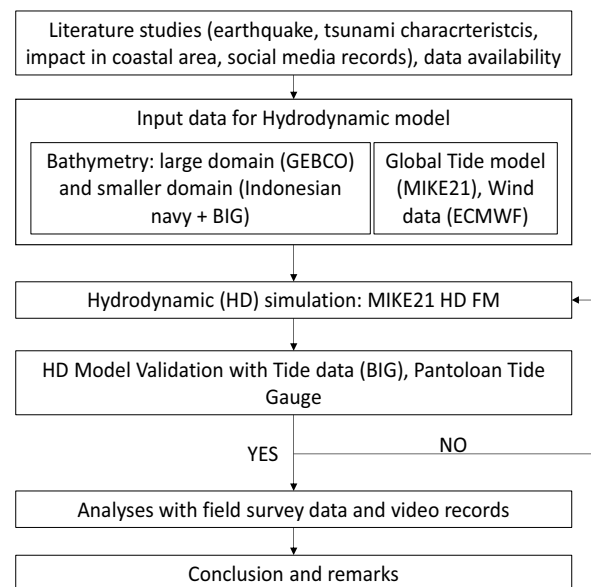 Literature studies (earthquake, tsunami characrteristcis,
impact in coastal area, social media records), data availability
Input data for Hydrodynamic model
Bathymetry: large domain (GEBCO)
and smaller domain (Indonesian
navy + BIG)
Global Tide model
(MIKE21), Wind
data (ECMWF)
Hydrodynamic (HD) simulation: MIKE21 HD FM
HD Model Validation with Tide data (BIG), Pantoloan Tide
Gauge
YES
NO
Analyses with field survey data and video records
Conclusion and remarks